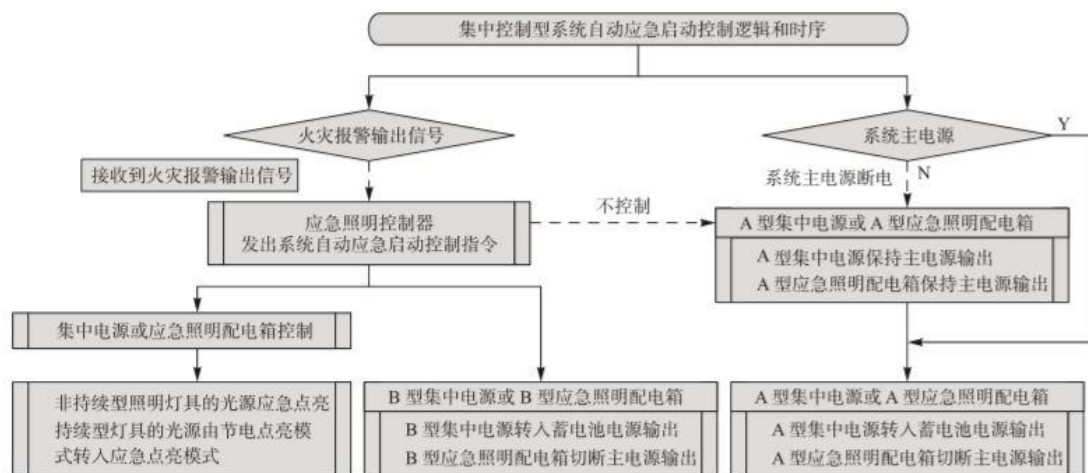 集中控制型系统自动应急启动控制逻辑和时序
火灾报警输出信号
系统主电源
Y
接收到火灾报警输出信号
系统主电源断电
N
应急照明控制器
发出系统自动应急启动控制指令
不控制
A 型集中电源或 A 型应急照明配电箱
A 型集中电源保持主电源输出
A 型应急照明配电箱保持主电源输出
集中电源或应急照明配电箱控制
非持续型照明灯具的光源应急点亮
持续型灯具的光源由节电点亮模
式转入应急点亮模式
B 型集中电源或 B 型应急照明配电箱
B 型集中电源转入蓄电池电源输出
B 型应急照明配电箱切断主电源输出
A 型集中电源或 A 型应急照明配电箱
A 型集中电源转入蓄电池电源输出
A 型应急照明配电箱切断主电源输出